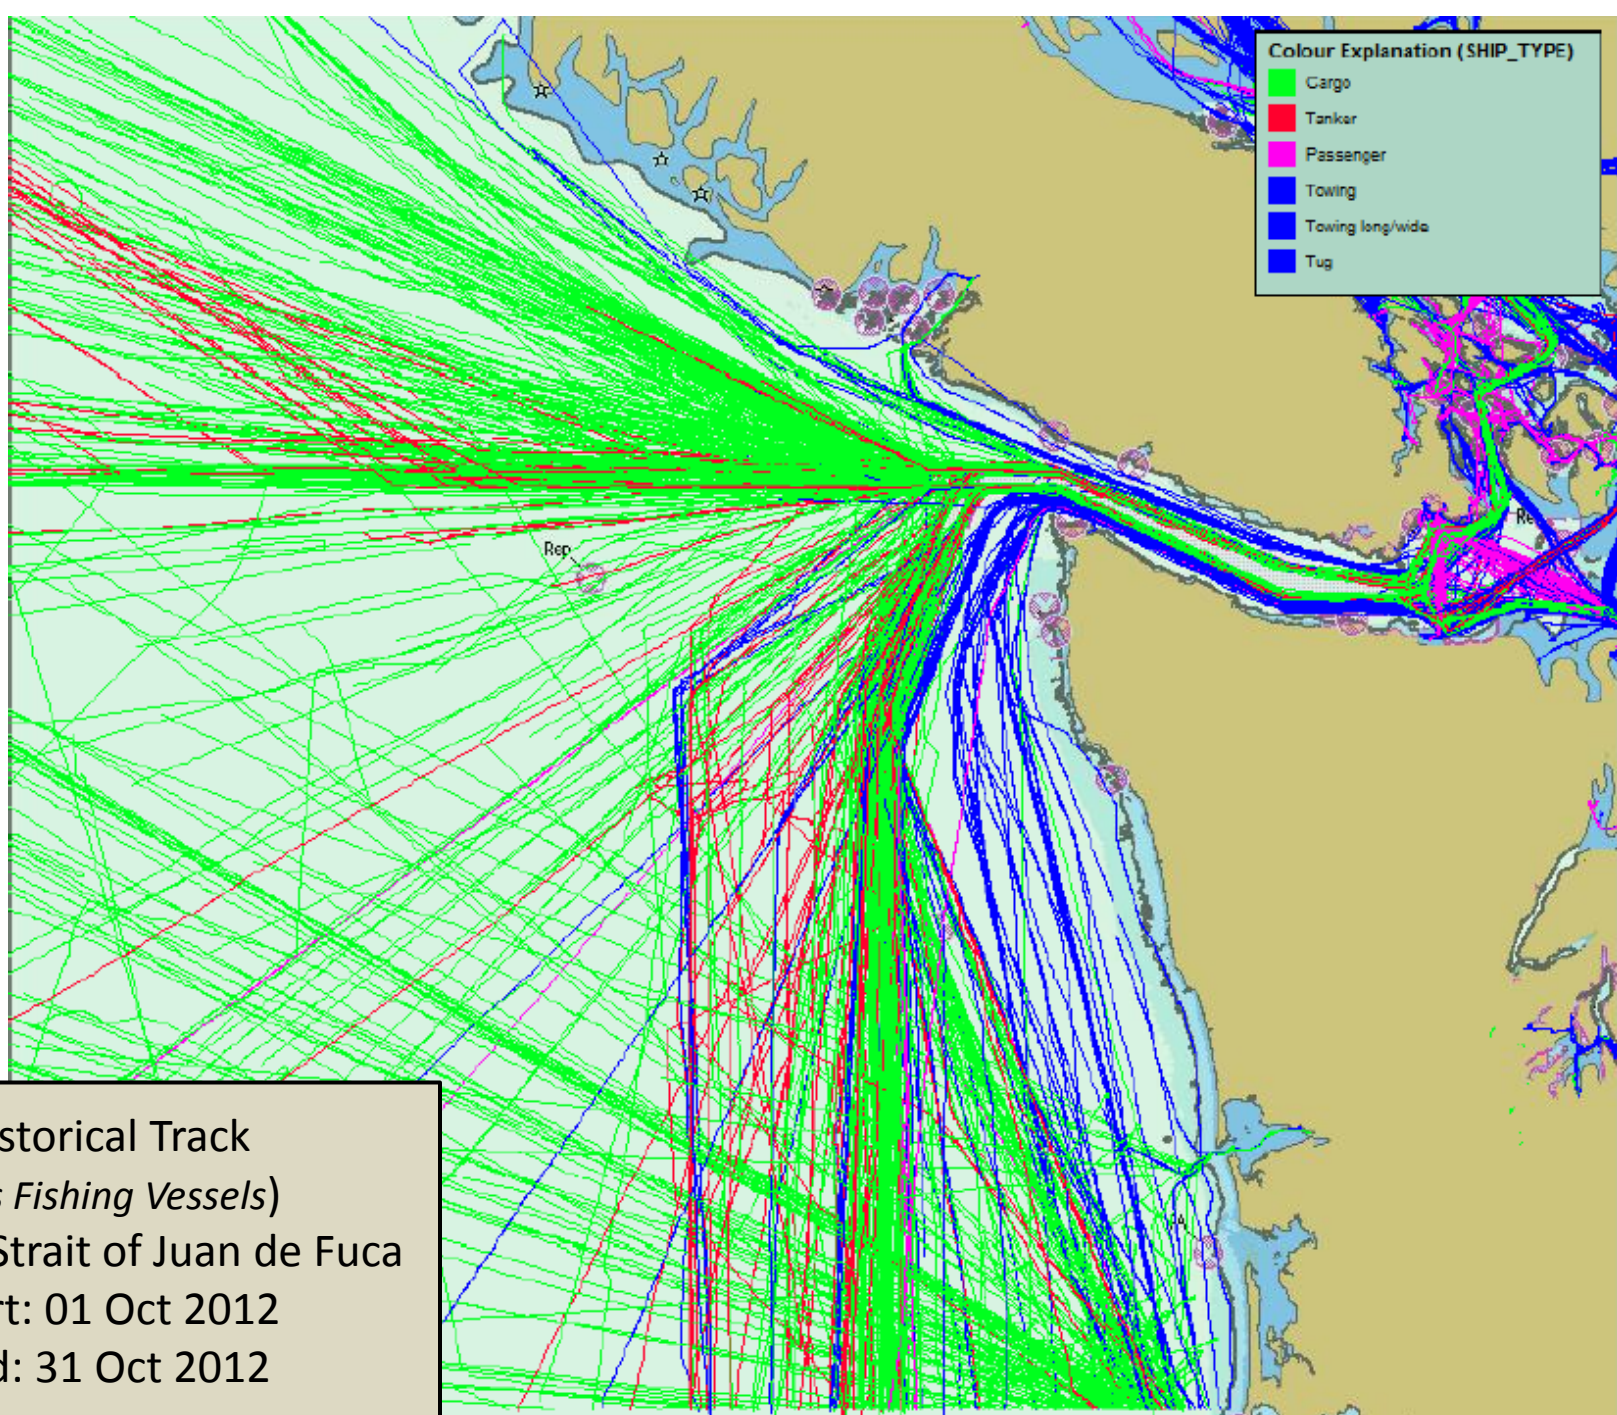 Colour Explanation (SHIP_TYPE)
Cargo
Tanker
Passenger
Towing
Towing long/wide
Tug
Rep
Re
storical Track
s Fishing Vessels)
Strait of Juan de Fuca
rt: 01 Oct 2012
d: 31 Oct 2012